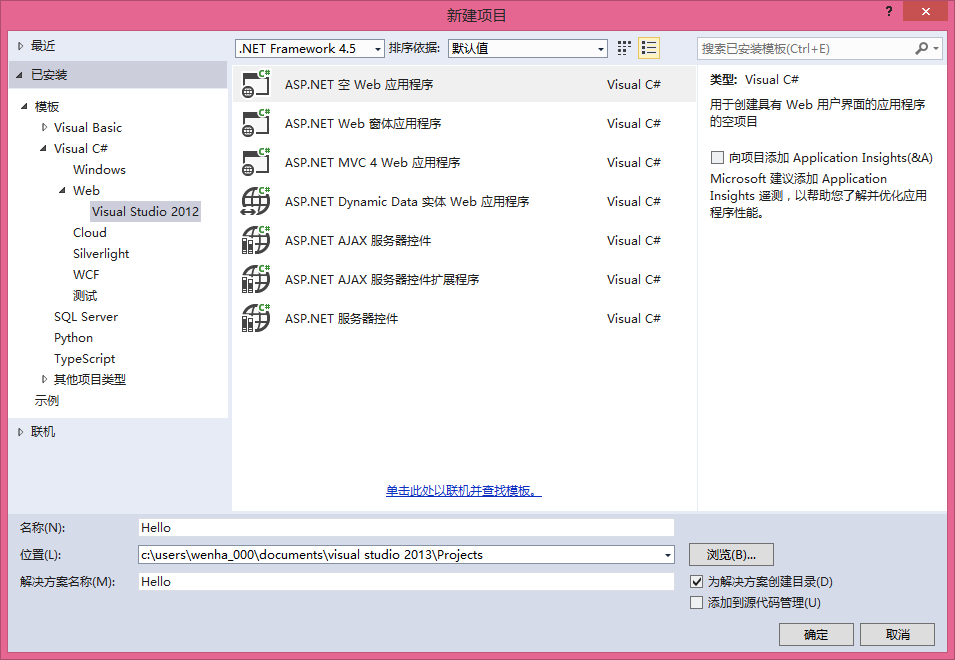 新建项目
?
最近
已安装
模板
Visual Basic
Visual C#
Windows
Web
Visual Studio 2012
Cloud
Silverlight
WCF
测试
SQL Server
Python
TypeScript
其他项目类型
示例
联机
.NET Framework 4.5 排序依据: 默认值
C# ASP.NET 空 Web 应用程序 Visual C#
C# ASP.NET Web 窗体应用程序 Visual C#
C# ASP.NET MVC 4 Web 应用程序 Visual C#
C# ASP.NET Dynamic Data 实体 Web 应用程序 Visual C#
C# ASP.NET AJAX 服务器控件 Visual C#
C# ASP.NET AJAX 服务器控件扩展程序 Visual C#
C# ASP.NET 服务器控件 Visual C#
单击此处以联机并查找模板。
搜索已安装模板(Ctrl+E)
类型: Visual C#
用于创建具有 Web 用户界面的应用程序
的空项目
向项目添加 Application Insights(&A)
Microsoft 建议添加 Application
Insights 遥测，以帮助您了解并优化应用
程序性能。
名称(N): Hello
位置(L): c:\users\wenha_000\documents\visual studio 2013\Projects 浏览(B)...
解决方案名称(M): Hello 为解决方案创建目录(D)
添加到源代码管理(U)
确定 取消